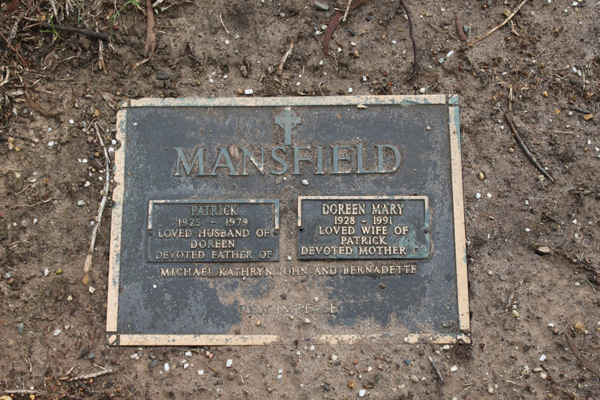 MANSFIELD
PATRICK
1925 - 1979
LOVED HUSBAND OF
DOREEN
DEVOTED FATHER OF
DOREEN MARY
1928 - 1991
LOVED WIFE OF
PATRICK
DEVOTED MOTHER OF
MICHAEL KATHRYN JOHN AND BERNADETTE
REST IN PEACE